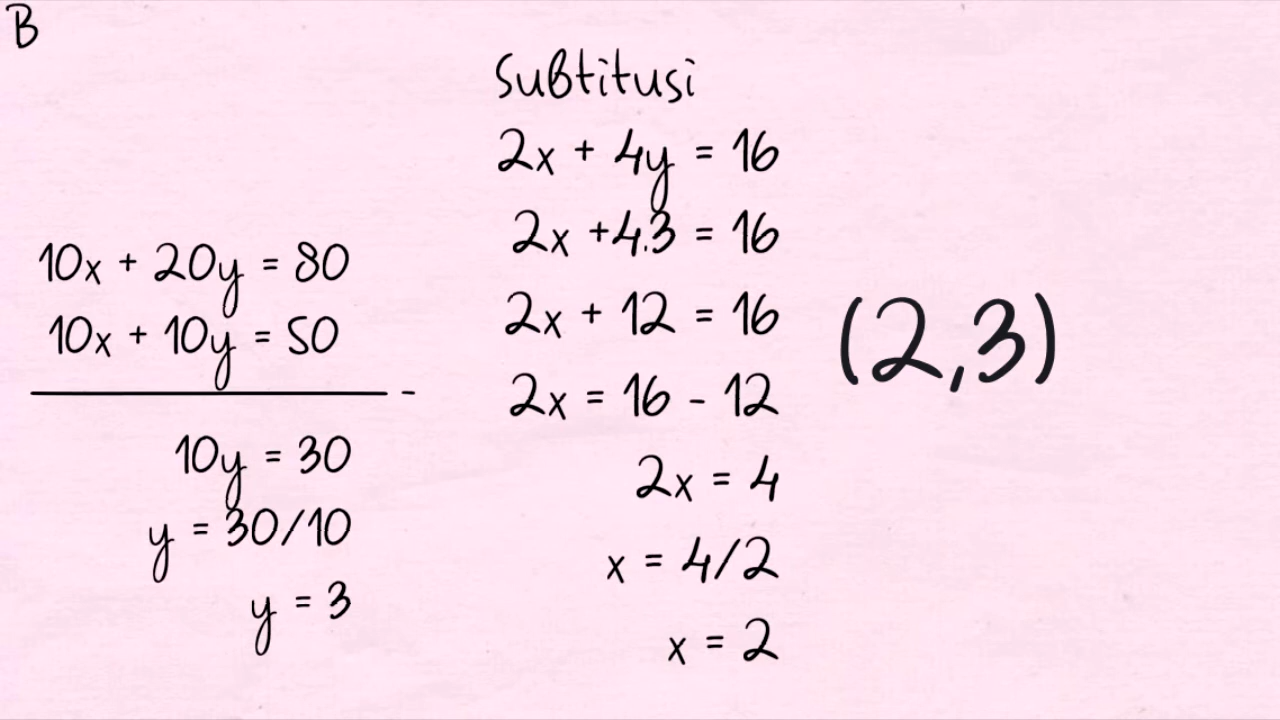 B
10x + 20y = 80
10x + 10y = 50
-
10y = 30
y = 30/10
y = 3
Subtitusi
2x + 4y = 16
2x +4.3 = 16
2x + 12 = 16
2x = 16 - 12
2x = 4
x = 4/2
x = 2
(2,3)